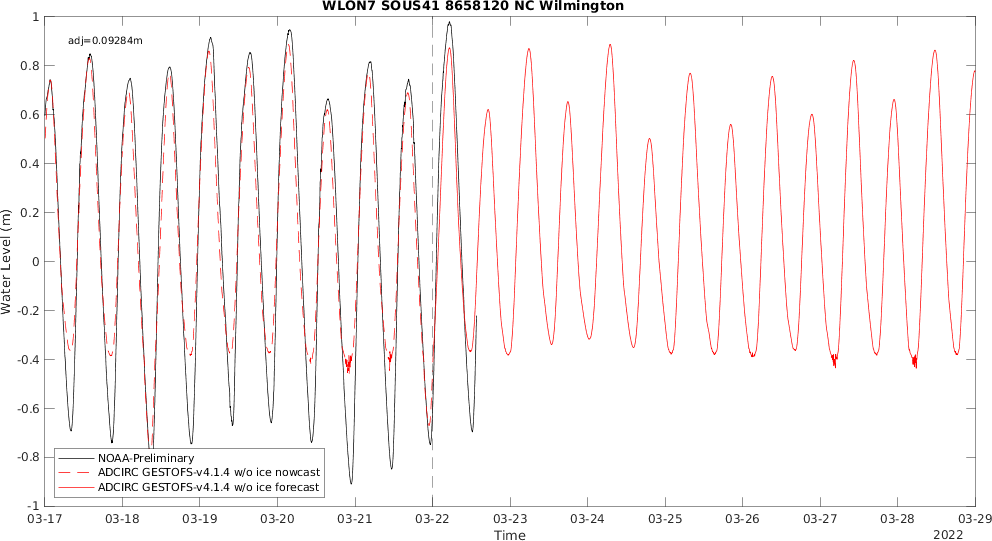 WLON7 SOUS41 8658120 NC Wilmington
adj=0.09284m
1
0.8
0.6
0.4
0.2
0
-0.2
-0.4
-0.6
-0.8
-1
Water Level (m)
NOAA-Preliminary
ADCIRC GESTOFS-v4.1.4 w/o ice nowcast
ADCIRC GESTOFS-v4.1.4 w/o ice forecast
03-17 03-18 03-19 03-20 03-21 03-22 03-23 03-24 03-25 03-26 03-27 03-28 03-29
Time
2022